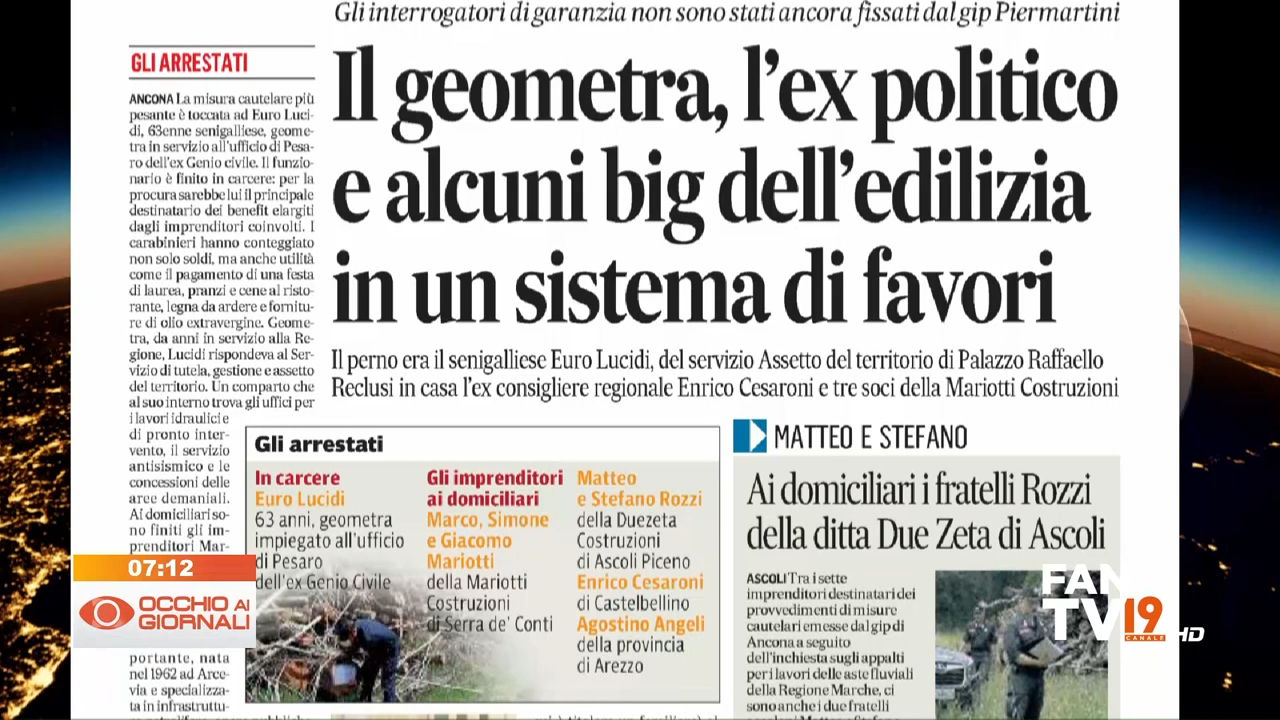 Gli interrogatori di garanzia non sono stati ancora fissati dal gip Piermartini
Il geometra, l'ex politico
e alcuni big dell'edilizia
in un sistema di favori
Il perno era il senigalliese Euro Lucidi, del servizio Assetto del territorio di Palazzo Raffaello
Reclusi in casa l'ex consigliere regionale Enrico Cesaroni e tre soci della Mariotti Costruzioni
GLI ARRESTATI
ANCONA La misura cautelare più
pesante è toccata ad Euro Luci-
di, 63enne senigalliese, geome-
tra in servizio all'ufficio di Pesa-
ro dell'ex Genio civile. Il funzio-
nario è finito in carcere: per la
procura sarebbe lui il principale
destinatario dei benefit elargiti
dagli imprenditori coinvolti. I
carabinieri hanno conteggiato
non solo soldi, ma anche utilità
come il pagamento di una festa
di laurea, pranzi e cene al risto-
rante, legna da ardere e fornitu-
re di olio extravergine. Geome-
tra, da anni in servizio alla Re-
gione, Lucidi rispondeva al Ser-
vizio di tutela, gestione e assetto
del territorio. Un comparto che
al suo interno trova gli uffici per
i lavori idraulici e
di pronto inter-
vento, il servizio
antisismico e le
concessioni delle
aree demaniali.
Ai domiciliari so-
no finiti gli im-
prenditori Mar-
portante, nata
nel 1962 ad Arce-
via e specializza-
ta in infrastruttu-
Gli arrestati
In carcere
Euro Lucidi
63 anni, geometra
impiegato all'ufficio
di Pesaro
dell'ex Genio Civile
Gli imprenditori
ai domiciliari
Marco, Simone
e Giacomo
Mariotti
della Mariotti
Costruzioni
di Serra de' Conti
Matteo
e Stefano Rozzi
della Duezeta
Costruzioni
di Ascoli Piceno
Enrico Cesaroni
di Castelbellino
Agostino Angeli
della provincia
di Arezzo
MATTEO E STEFANO
Ai domiciliari i fratelli Rozzi
della ditta Due Zeta di Ascoli
ASCOLI Tra i sette
imprenditori destinatari dei
provvedimenti di misure
cautelari emesse dal gip di
Ancona a seguito
dell'inchiesta sugli appalti
per i lavori delle aste fluviali
della Regione Marche, ci
sono anche i due fratelli
07:12
OCCHIO AI
GIORNALI
FANO
TV 19
CANALE
HD